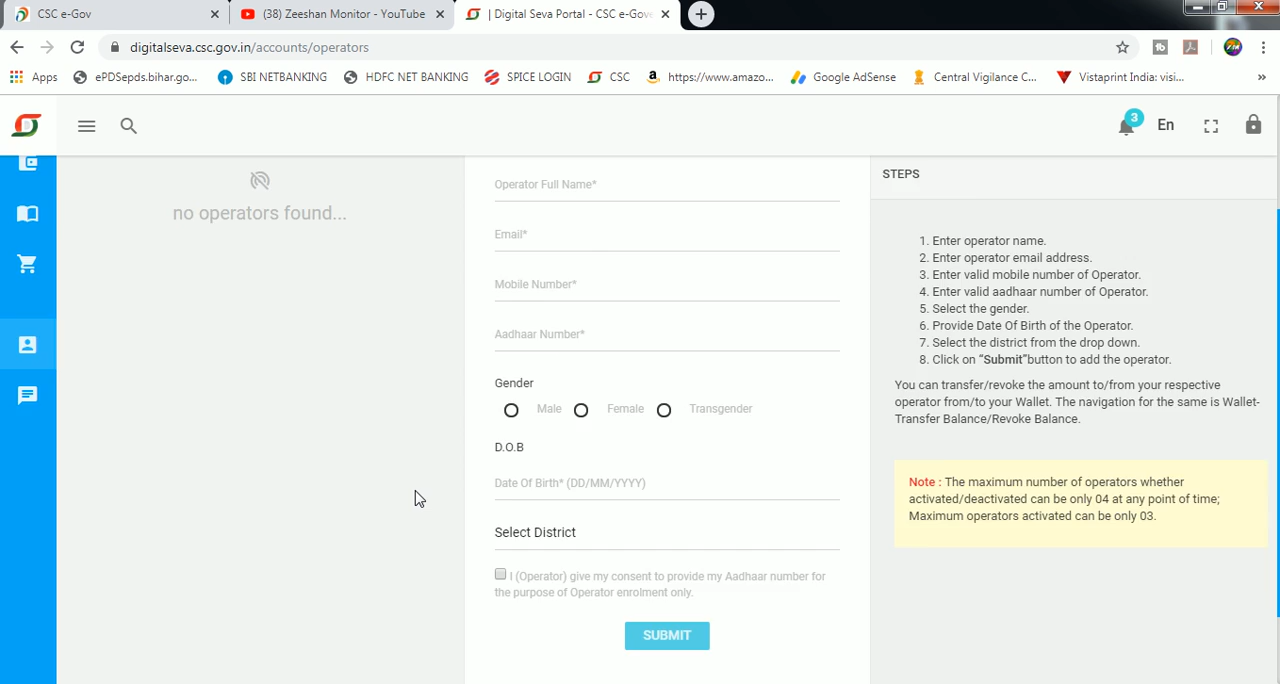 CSC e-Gov
(38) Zeeshan Monitor - YouTube
| Digital Seva Portal - CSC e-Gove
digitalseva.csc.gov.in/accounts/operators
Apps
ePDSepds.bihar.go...
SBI NETBANKING
HDFC NET BANKING
SPICE LOGIN
CSC
https://www.amazo...
Google AdSense
Central Vigilance C...
Vistaprint India: visi...
»
3
En
no operators found...
Operator Full Name*
Email*
Mobile Number*
Aadhaar Number*
Gender
Male
Female
Transgender
D.O.B
Date Of Birth* (DD/MM/YYYY)
Select District
I (Operator) give my consent to provide my Aadhaar number for
the purpose of Operator enrolment only.
SUBMIT
STEPS
1. Enter operator name.
2. Enter operator email address.
3. Enter valid mobile number of Operator.
4. Enter valid aadhaar number of Operator.
5. Select the gender.
6. Provide Date Of Birth of the Operator.
7. Select the district from the drop down.
8. Click on “Submit”button to add the operator.
You can transfer/revoke the amount to/from your respective
operator from/to your Wallet. The navigation for the same is Wallet-
Transfer Balance/Revoke Balance.
Note : The maximum number of operators whether
activated/deactivated can be only 04 at any point of time;
Maximum operators activated can be only 03.